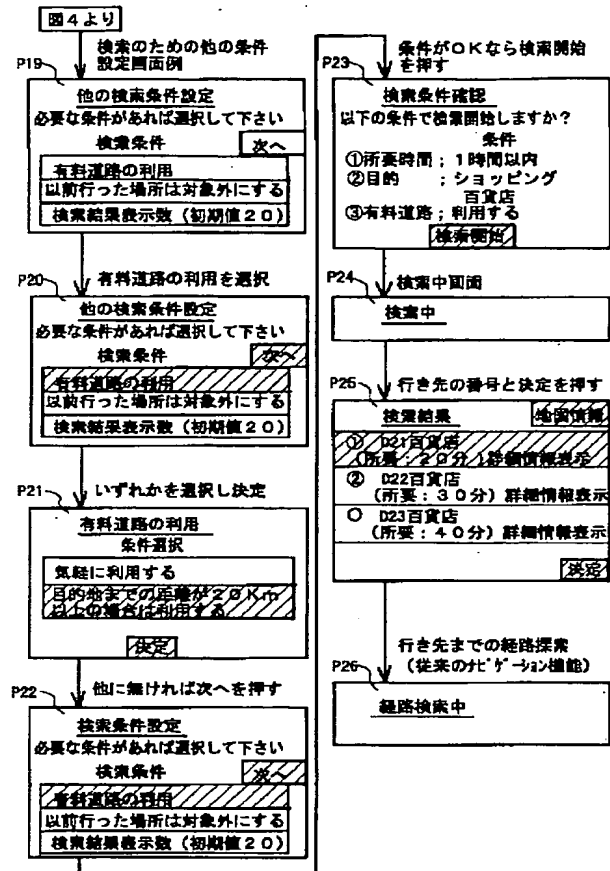 図4より
検索のための他の条件
設定画面例
P19
他の検索条件設定
必要な条件があれば選択して下さい
検索条件
次へ
有料道路の利用
以前行った場所は対象外にする
検索結果表示数（初期値２０）
有料道路の利用を選択
P20
他の検索条件設定
必要な条件があれば選択して下さい
検索条件
次へ
有料道路の利用
以前行った場所は対象外にする
検索結果表示数（初期値２０）
いずれかを選択し決定
P21
有料道路の利用
条件選択
気軽に利用する
目的地までの距離が２０Ｋｍ
以上の場合は利用する
決定
他に無ければ次へを押す
P22
検索条件設定
必要な条件があれば選択して下さい
検索条件
次へ
有料道路の利用
以前行った場所は対象外にする
検索結果表示数（初期値２０）
条件がＯＫなら検索開始
を押す
P23
検索条件確認
以下の条件で検索開始しますか？
条件
①所要時間；１時間以内
②目的　　；ショッピング
百貨店
③有料道路；利用する
検索開始
検索中画面
P24
検索中
行き先の番号と決定を押す
P25
検索結果
地図情報
① D21百貨店
（所要：２０分）詳細情報表示
② D22百貨店
（所要：３０分）詳細情報表示
○ D23百貨店
（所要：４０分）詳細情報表示
決定
行き先までの経路探索
（従来のﾅﾋﾞｹﾞｰｼｮﾝ機能）
P26
経路検索中